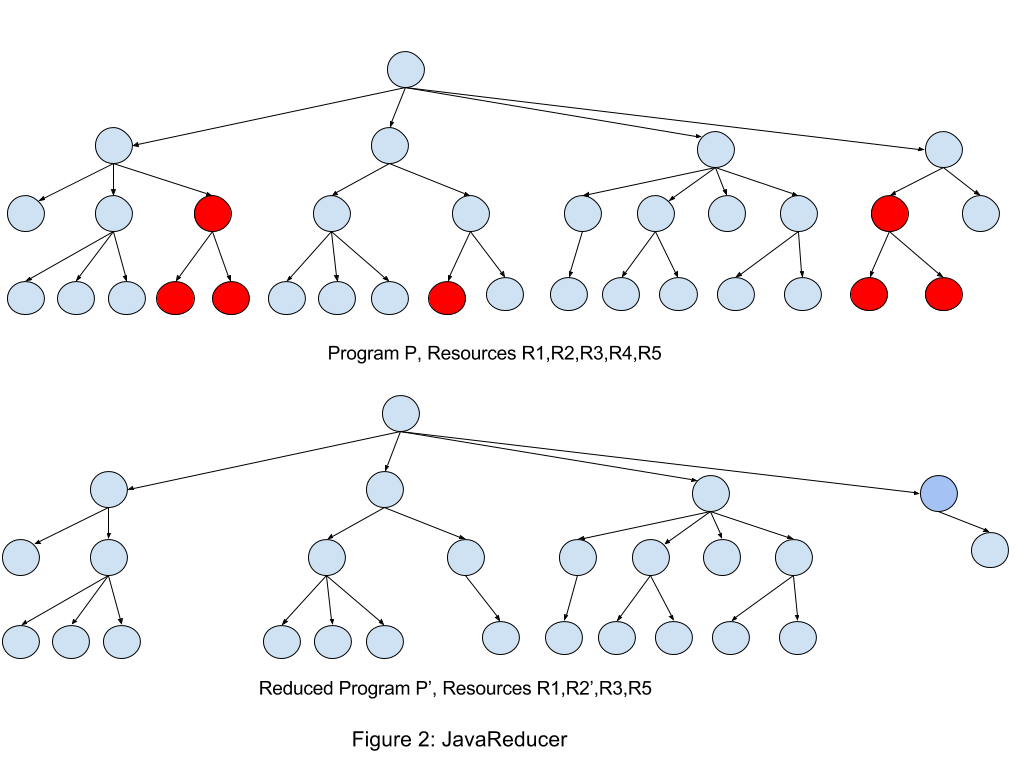 Program P, Resources R1,R2,R3,R4,R5
Reduced Program P’, Resources R1,R2’,R3,R5
Figure 2: JavaReducer